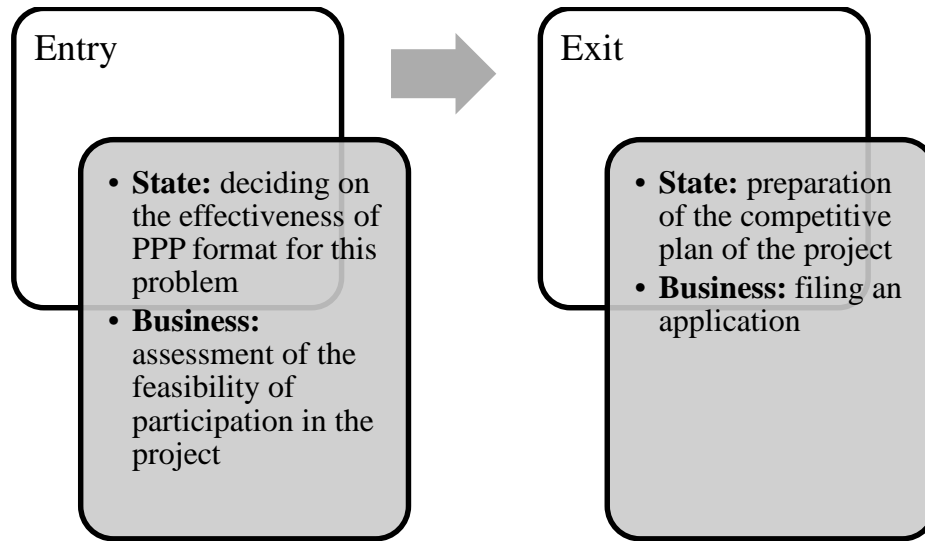 Entry
• State: deciding on
the effectiveness of
PPP format for this
problem
• Business:
assessment of the
feasibility of
participation in the
project
Exit
• State: preparation
of the competitive
plan of the project
• Business: filing an
application